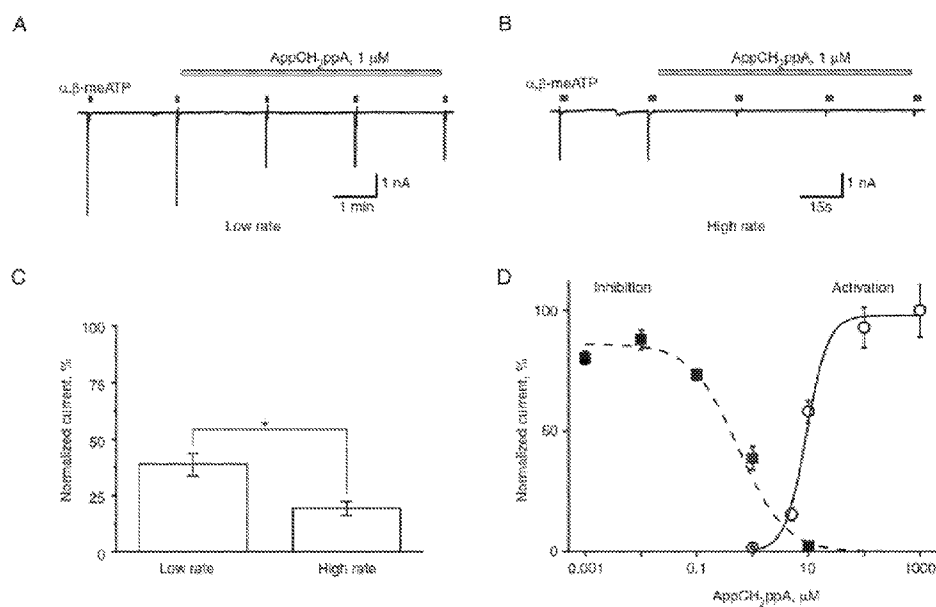 A
AppCH2ppA, 1 µM
α,β-meATP
1 nA
1 min
Low rate
B
AppCH2ppA, 1 µM
α,β-meATP
1 nA
15s
High rate
C
Normalized current, %
100
75
50
25
0
*
Low rate
High rate
D
Inhibition
Activation
Normalized current, %
100
50
0
0.001
0.1
10
1000
AppCH2ppA, µM